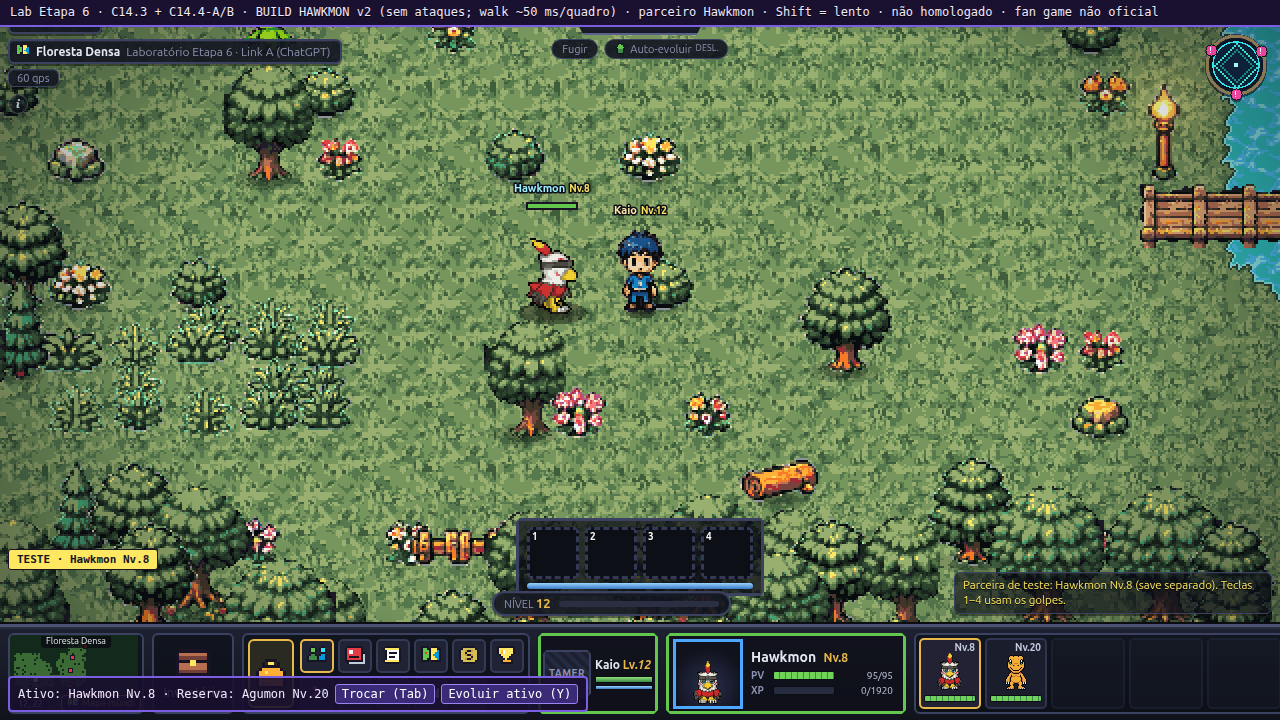 Lab Etapa 6 · C14.3 + C14.4-A/B · BUILD HAWKMON v2 (sem ataques; walk ~50 ms/quadro) · parceiro Hawkmon · Shift = lento · não homologado · fan game não oficial
Floresta Densa Laboratório Etapa 6 · Link A (ChatGPT)
Fugir
Auto-evoluir DESL.
60 qps
i
Hawkmon Nv.8
Kaio Nv.12
1 2 3 4
TESTE · Hawkmon Nv.8
Parceira de teste: Hawkmon Nv.8 (save separado). Teclas
1–4 usam os golpes.
NÍVEL 12
Floresta Densa
TAMER
Kaio Lv.12
Hawkmon Nv.8
PV 95/95
XP 0/1920
Nv.8
Nv.20
Ativo: Hawkmon Nv.8 · Reserva: Agumon Nv.20 Trocar (Tab) Evoluir ativo (Y)